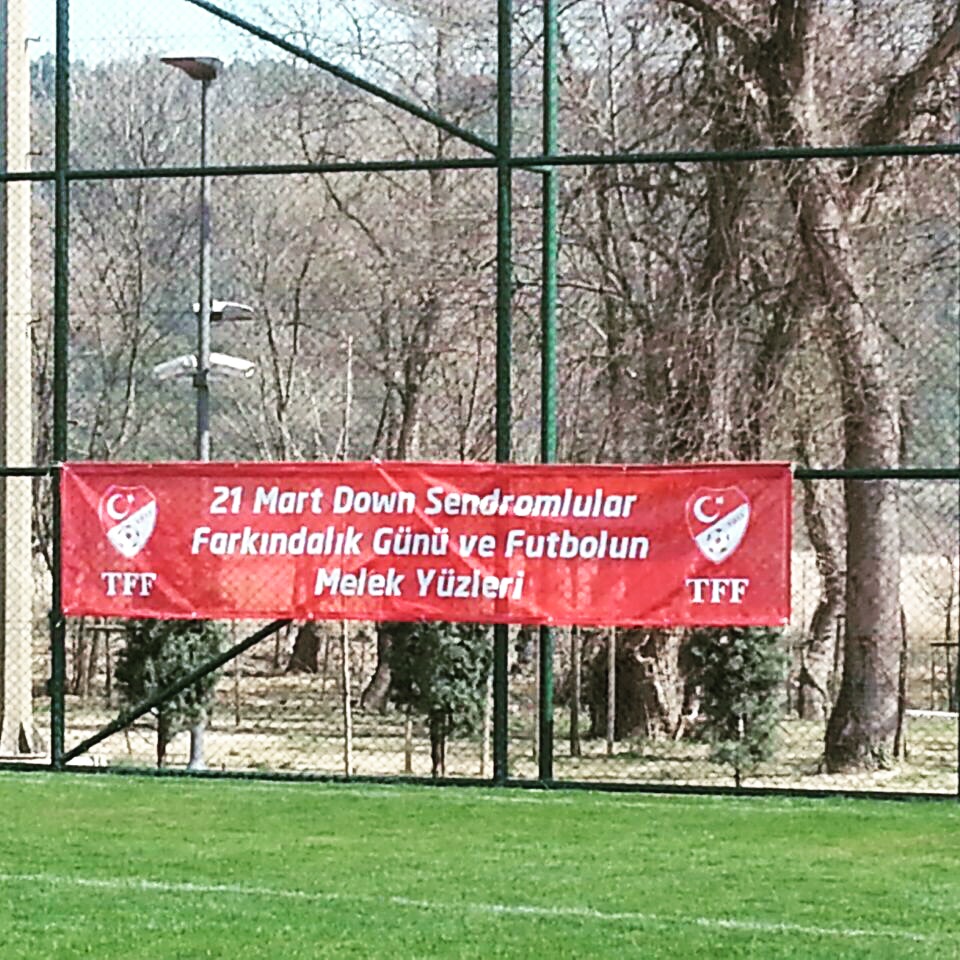 21 Mart Down Sendromlular
Farkındalık Günü ve Futbolun
Melek Yüzleri
TFF
TFF